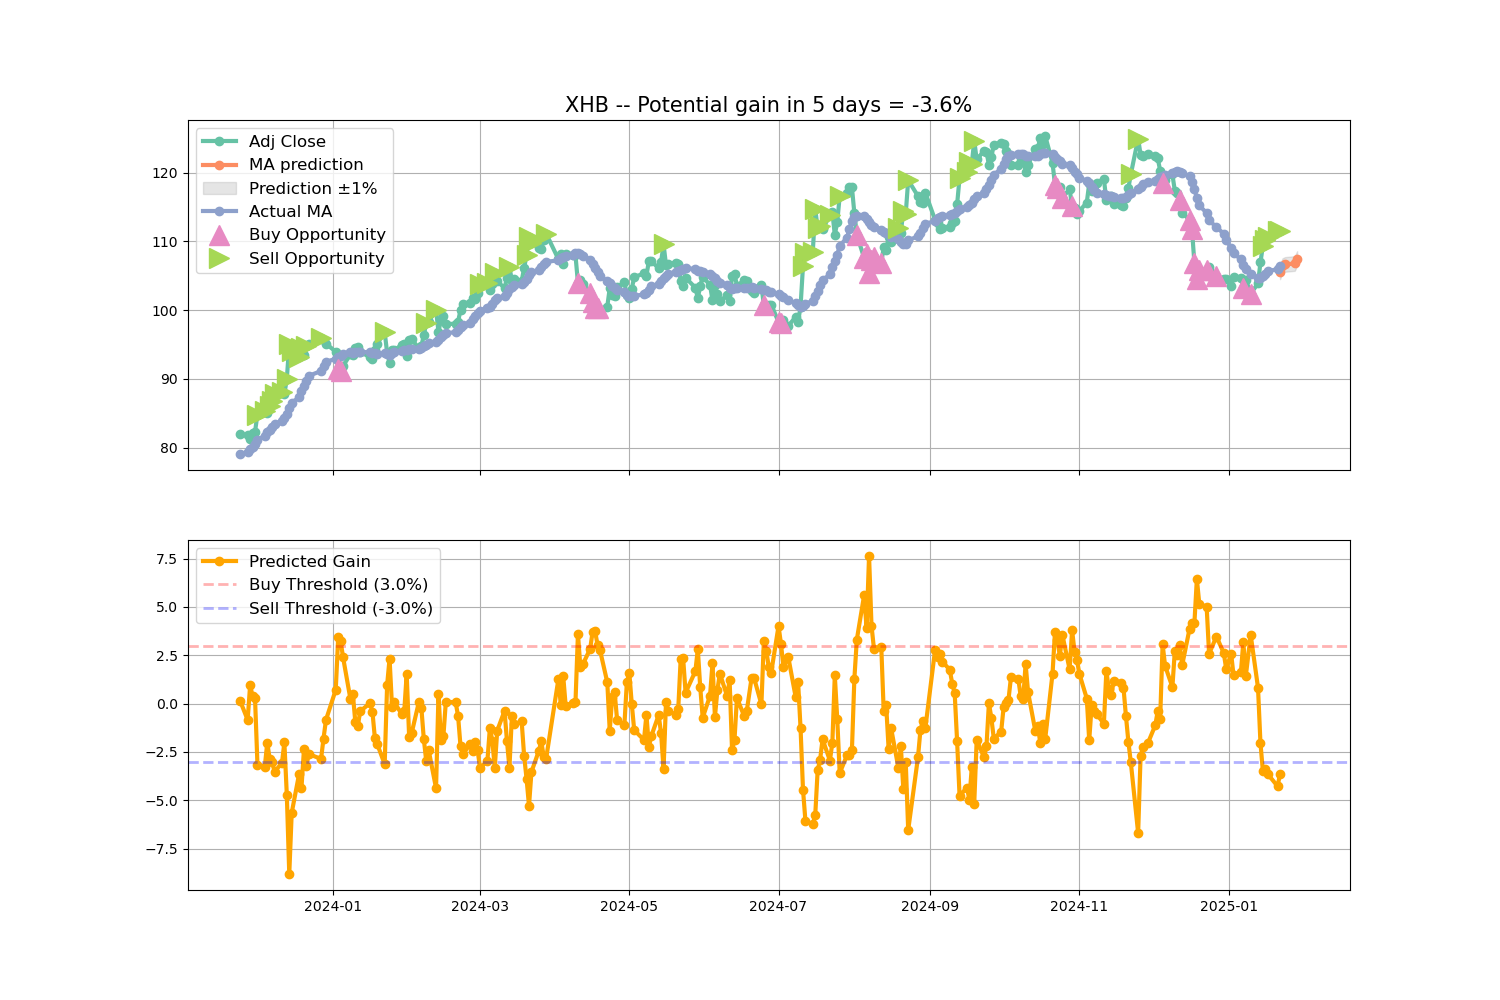 XHB -- Potential gain in 5 days = -3.6%
Adj Close
MA prediction
Prediction ±1%
Actual MA
Buy Opportunity
Sell Opportunity
120
110
100
90
80
Predicted Gain
Buy Threshold (3.0%)
Sell Threshold (-3.0%)
7.5
5.0
2.5
0.0
−2.5
−5.0
−7.5
2024-01 2024-03 2024-05 2024-07 2024-09 2024-11 2025-01